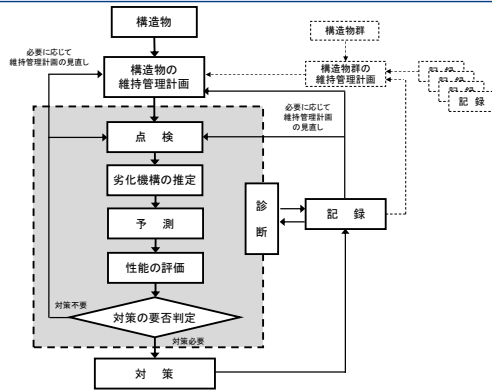 構造物
構造物群
必要に応じて
維持管理計画の見直し
構造物の
維持管理計画
構造物群の
維持管理計画
記 録
必要に応じて
維持管理計画
の見直し
点 検
劣化機構の推定
診
断
記 録
予 測
性能の評価
対策不要
対策の要否判定
対策必要
対 策